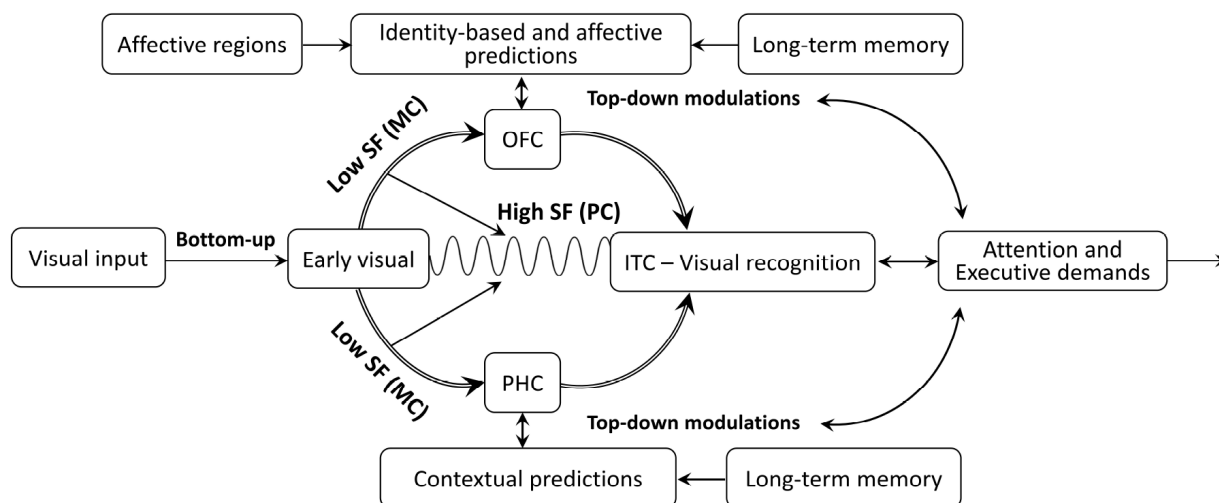 Affective regions
Identity-based and affective
predictions
Long-term memory
Top-down modulations
Low SF (MC)
OFC
High SF (PC)
Visual input
Bottom-up
Early visual
ITC – Visual recognition
Attention and
Executive demands
Low SF (MC)
PHC
Top-down modulations
Contextual predictions
Long-term memory